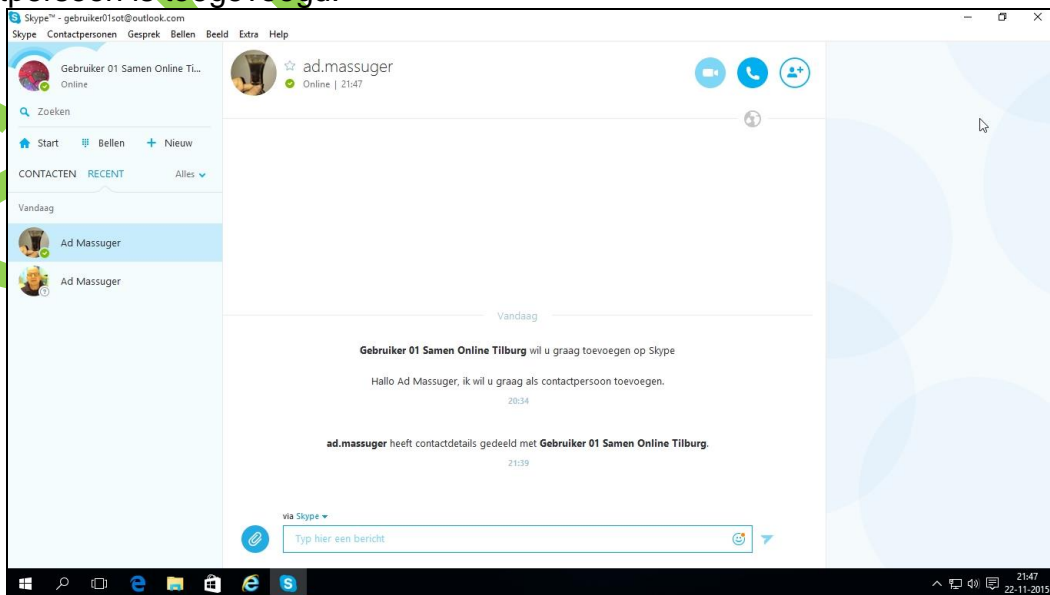 tpersoon is toegevoegd.
Skype™ - gebruiker01sot@outlook.com
Skype Contactpersonen Gesprek Bellen Beeld Extra Help
Gebruiker 01 Samen Online Ti...
Online
Zoeken
Start Bellen Nieuw
CONTACTEN RECENT Alles
Vandaag
Ad Massuger
Ad Massuger
ad.massuger
Online | 21:47
Vandaag
Gebruiker 01 Samen Online Tilburg wil u graag toevoegen op Skype
Hallo Ad Massuger, ik wil u graag als contactpersoon toevoegen.
20:34
ad.massuger heeft contactdetails gedeeld met Gebruiker 01 Samen Online Tilburg.
21:39
via Skype
Typ hier een bericht
21:47
22-11-2015